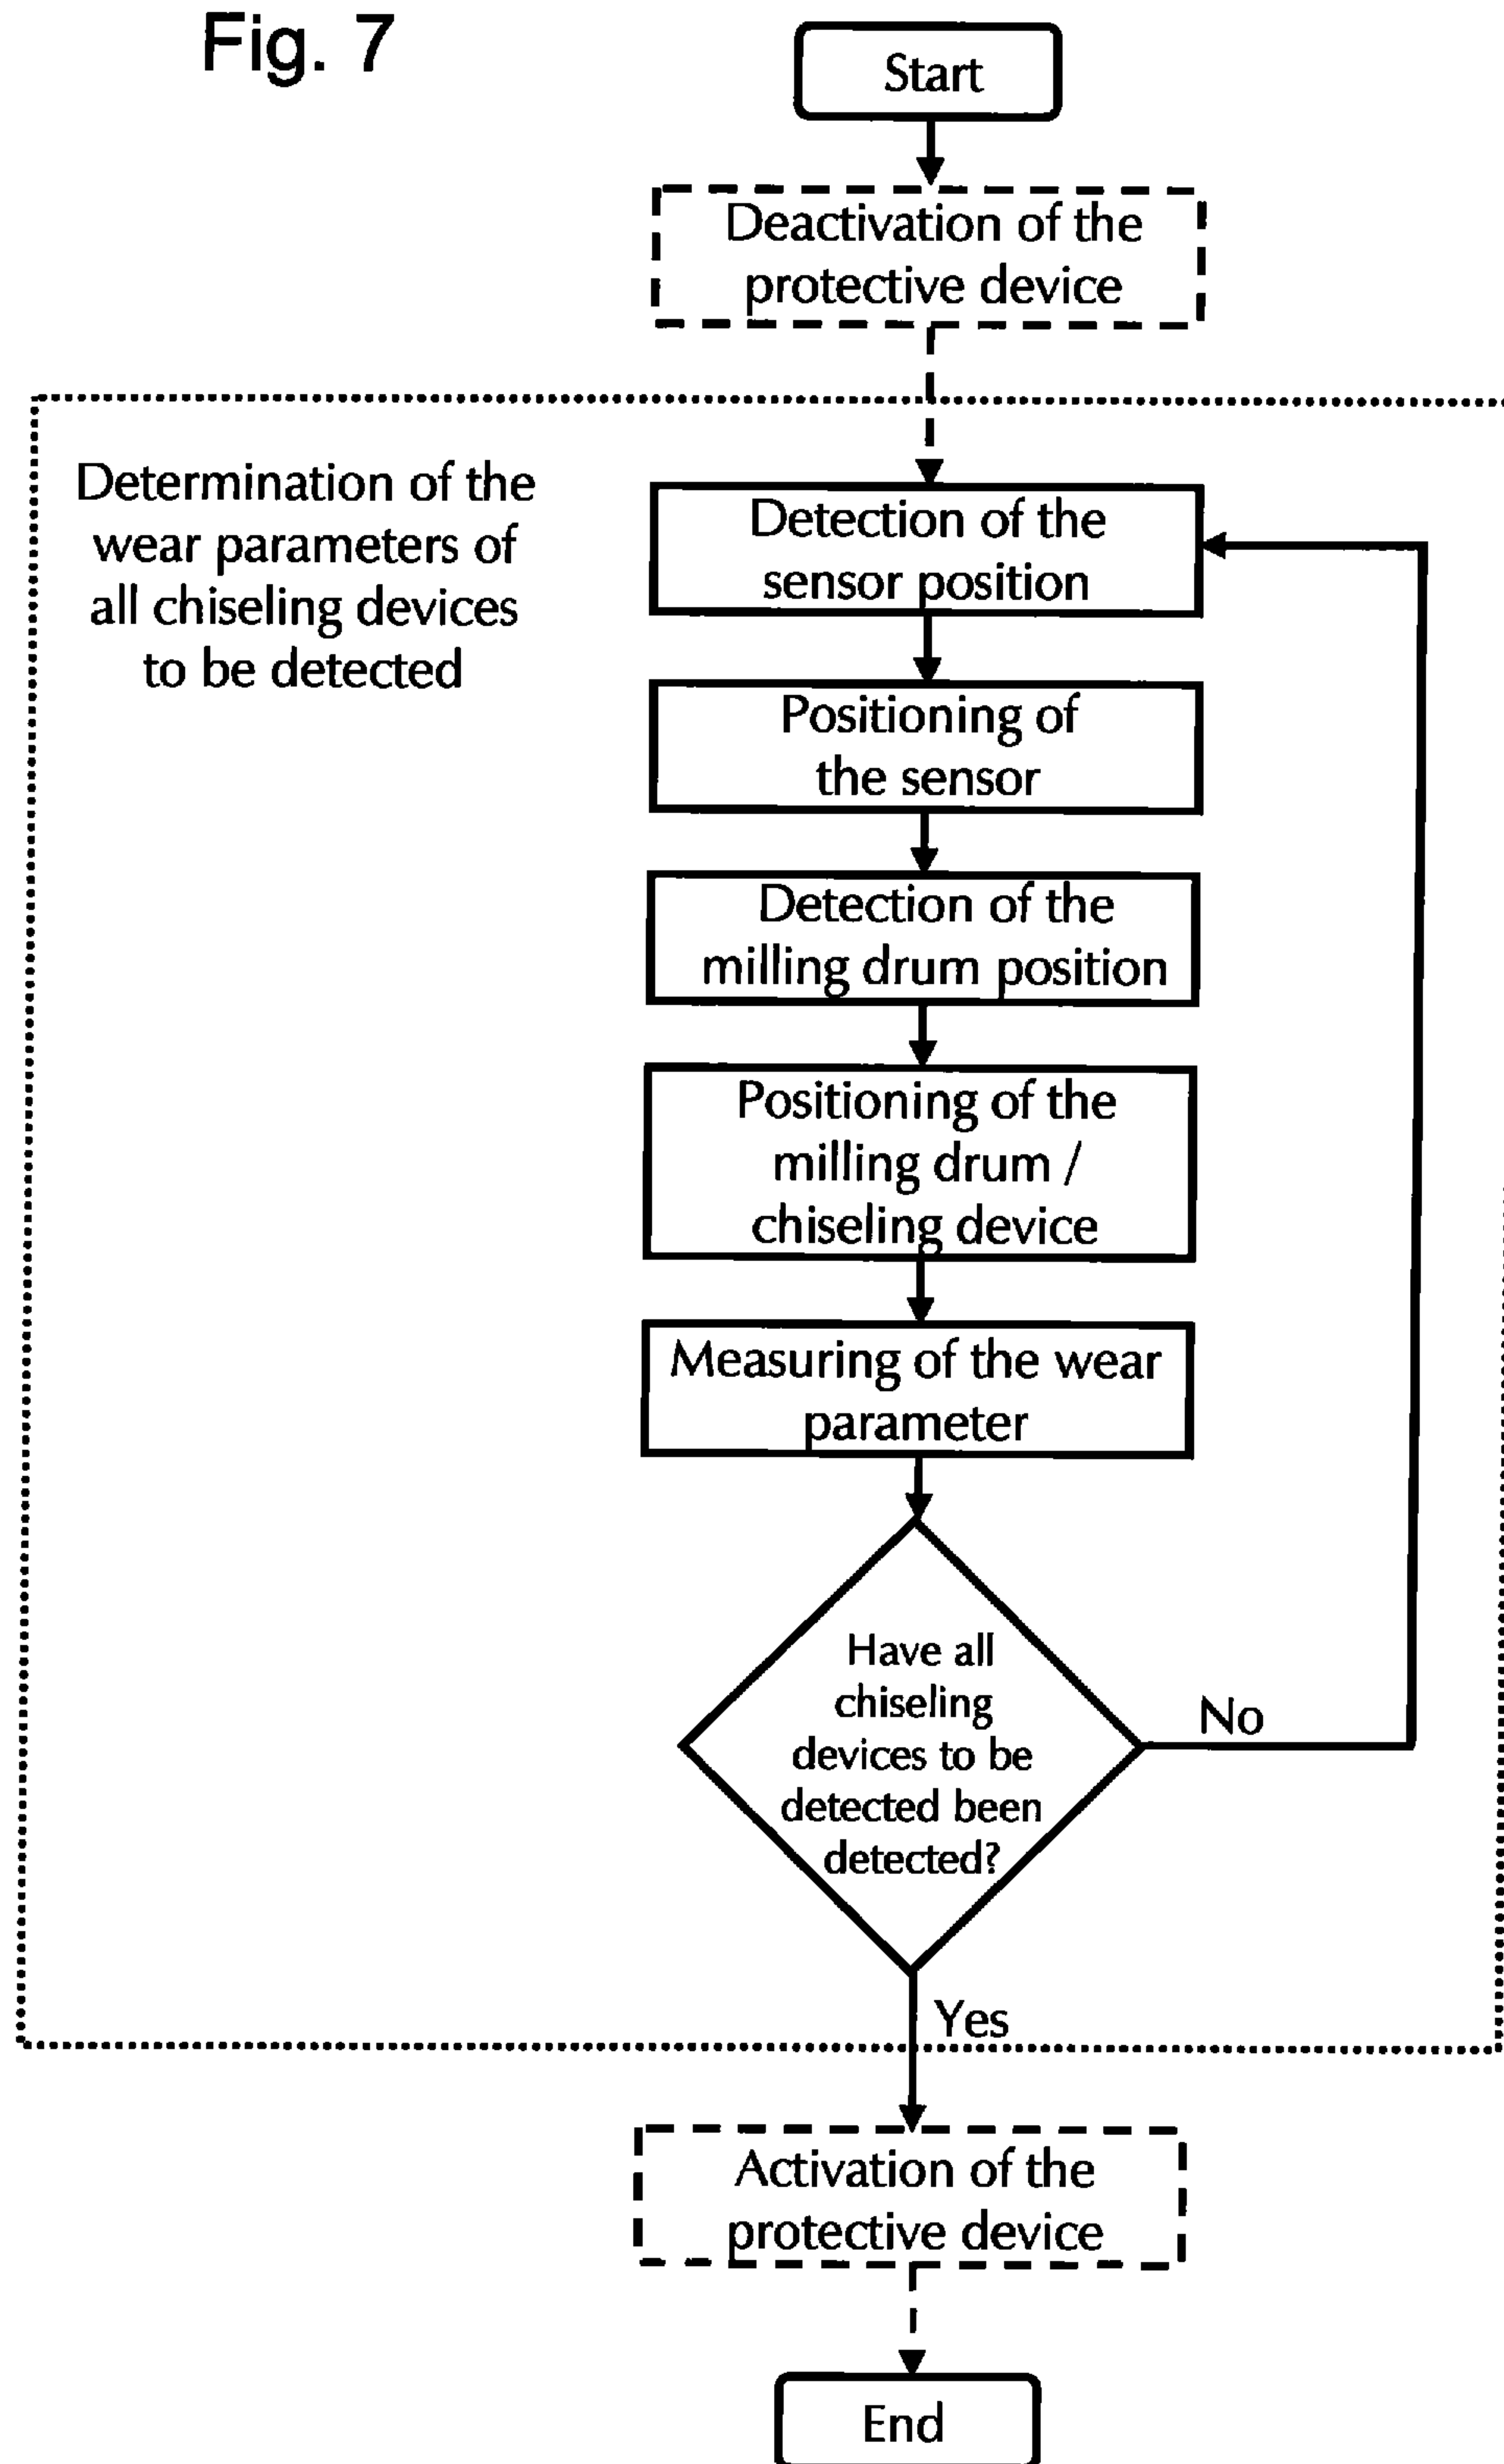 Fig. 7
Start
Deactivation of the
protective device
Determination of the
wear parameters of
all chiseling devices
to be detected
Detection of the
sensor position
Positioning of
the sensor
Detection of the
milling drum position
Positioning of the
milling drum /
chiseling device
Measuring of the wear
parameter
Have all
chiseling
devices to be
detected been
detected?
No
Yes
Activation of the
protective device
End